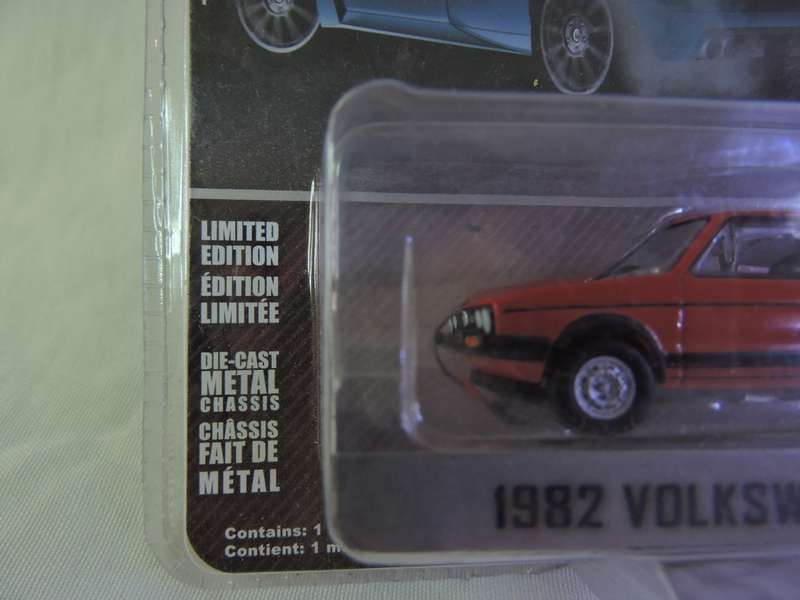 LIMITED
EDITION
ÉDITION
LIMITÉE
DIE-CAST
METAL
CHASSIS
CHÂSSIS
FAIT DE
MÉTAL
Contains: 1
Contient: 1 m
1982 VOLKSW